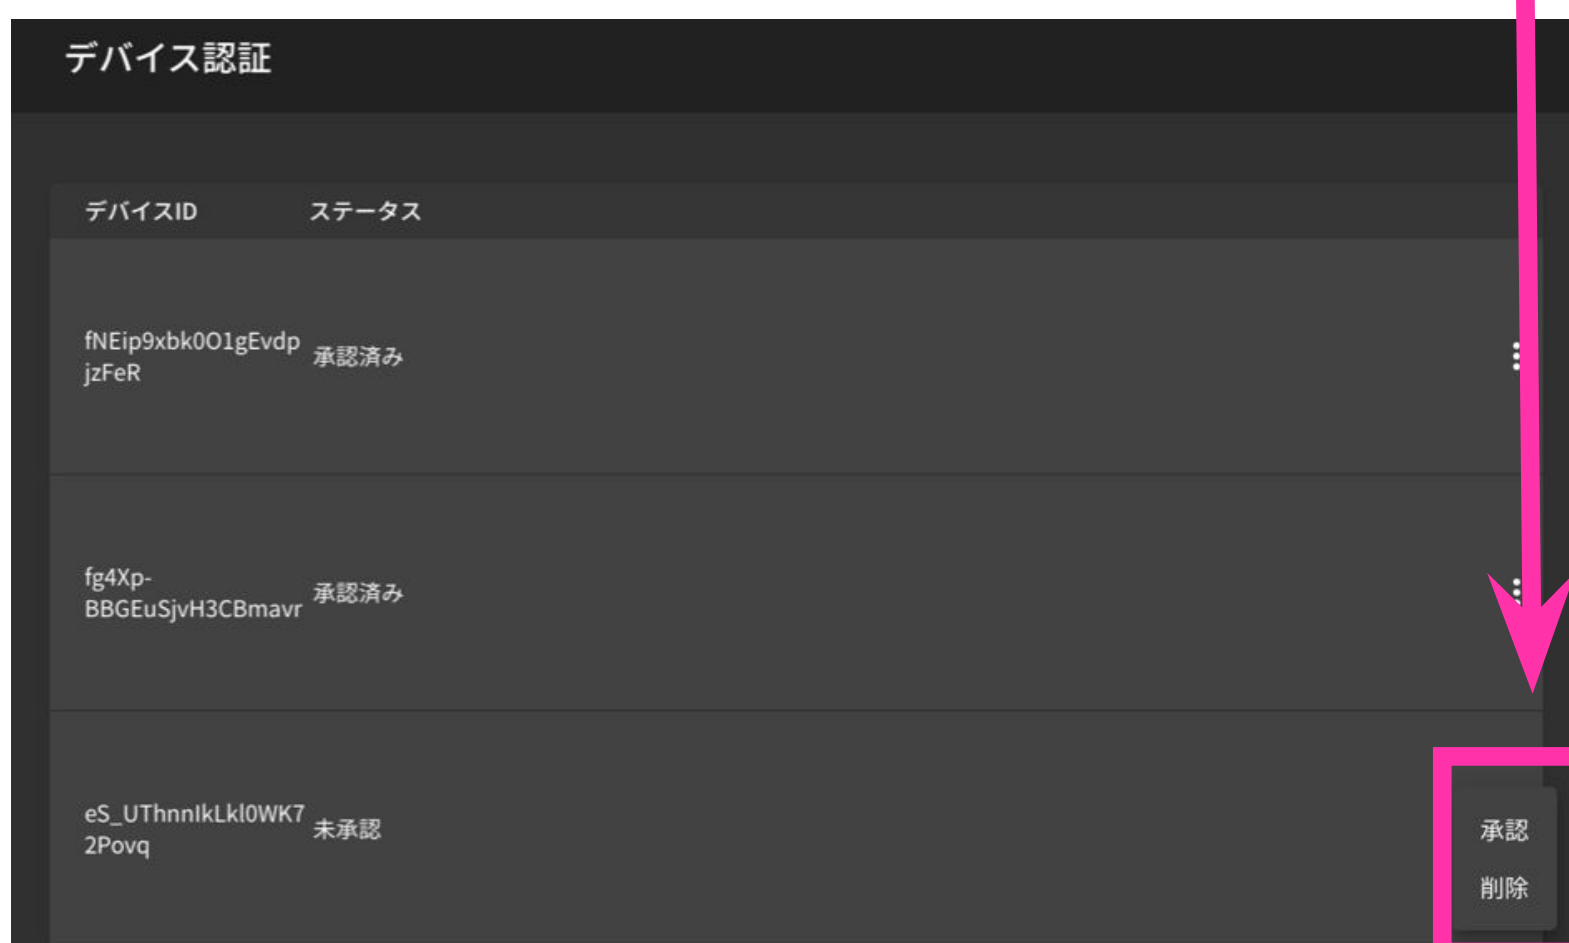 デバイス認証
デバイスID ステータス
fNEip9xbk0O1gEvdp
jzFeR
承認済み
fg4Xp-
BBGEuSjvH3CBmavr
承認済み
eS_UThnnIkLkl0WK7
2Povq
未承認
承認
削除